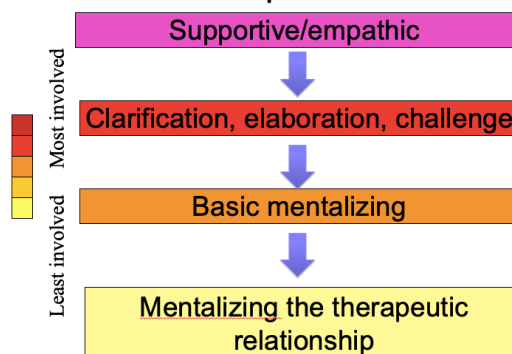 Supportive/empathic
Most involved
Clarification, elaboration, challenge
Basic mentalizing
Least involved
Mentalizing the therapeutic
relationship